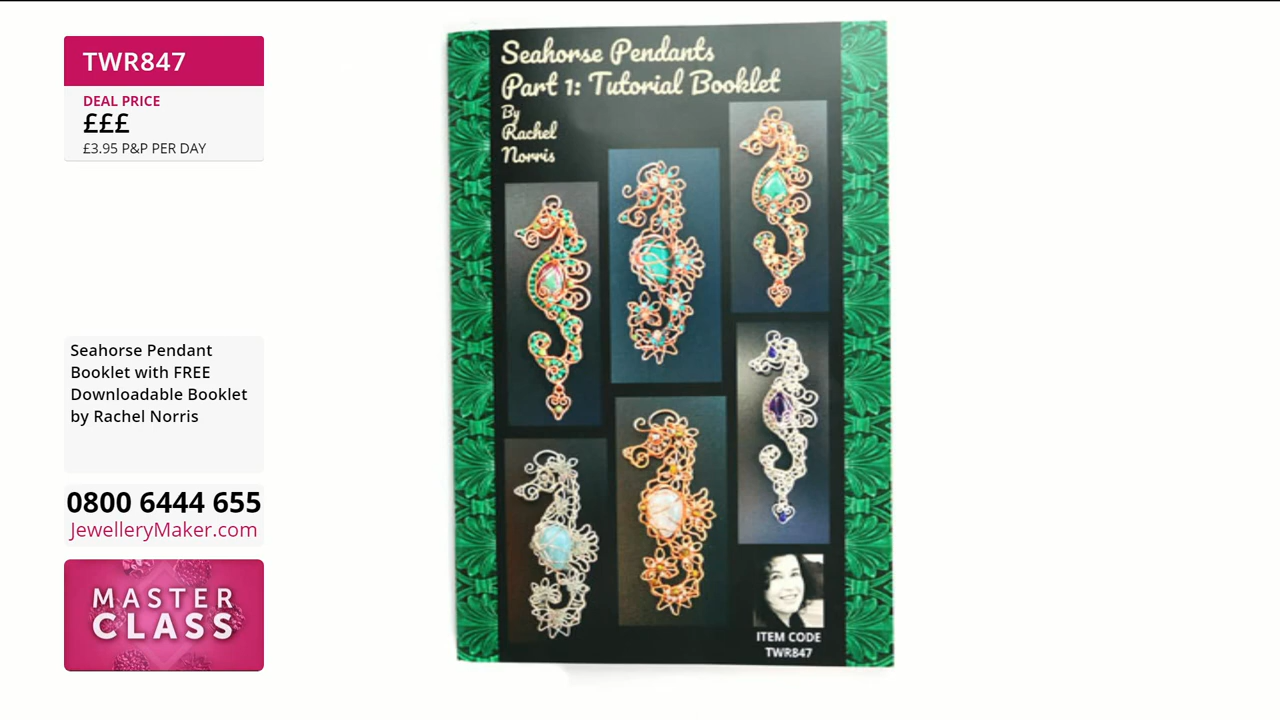 TWR847
DEAL PRICE
£££
£3.95 P&P PER DAY
Seahorse Pendant
Booklet with FREE
Downloadable Booklet
by Rachel Norris
0800 6444 655
JewelleryMaker.com
MASTER
CLASS
Seahorse Pendants
Part 1: Tutorial Booklet
By
Rachel
Norris
ITEM CODE
TWR847